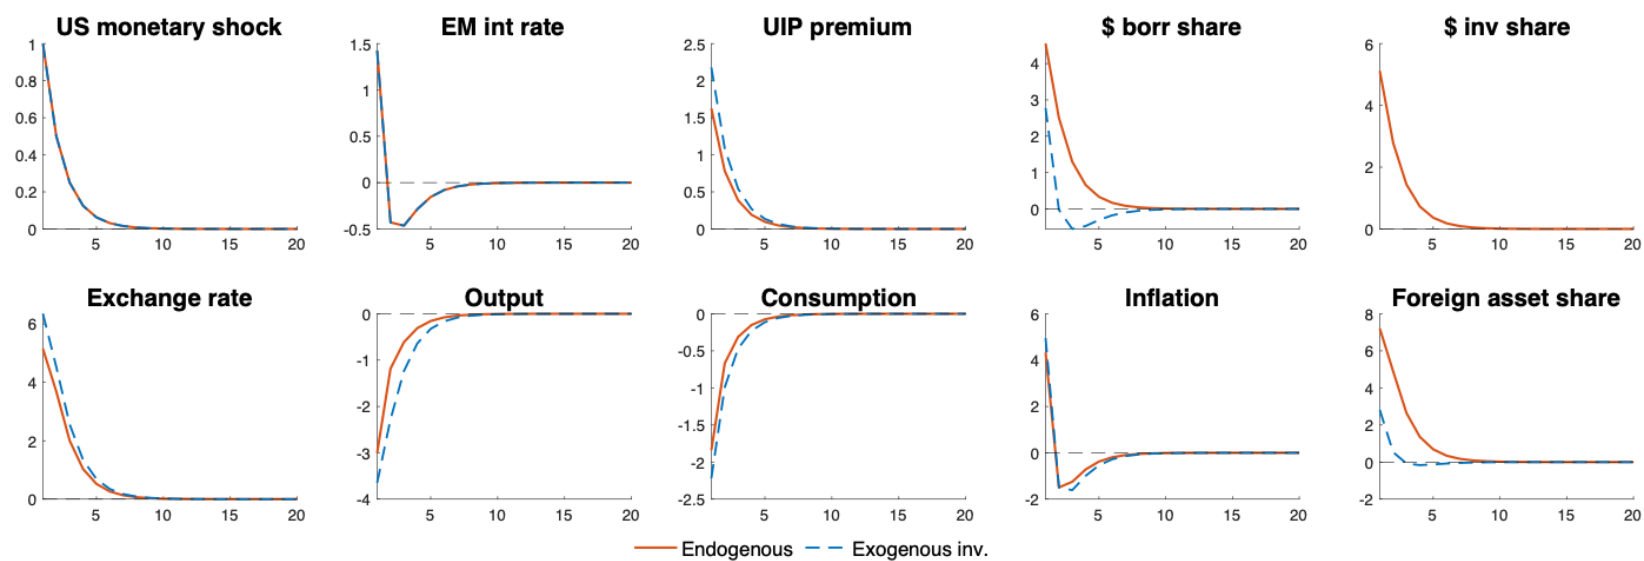 US monetary shock
1
0.8
0.6
0.4
0.2
0
5 10 15 20
EM int rate
1.5
1
0.5
0
-0.5
5 10 15 20
UIP premium
2.5
2
1.5
1
0.5
0
5 10 15 20
$ borr share
4
3
2
1
0
5 10 15 20
$ inv share
6
4
2
0
5 10 15 20
Exchange rate
6
4
2
0
5 10 15 20
Output
0
-1
-2
-3
-4
5 10 15 20
Consumption
0
-0.5
-1
-1.5
-2
-2.5
5 10 15 20
Inflation
6
4
2
0
-2
5 10 15 20
Foreign asset share
8
6
4
2
0
-2
5 10 15 20
Endogenous Exogenous inv.